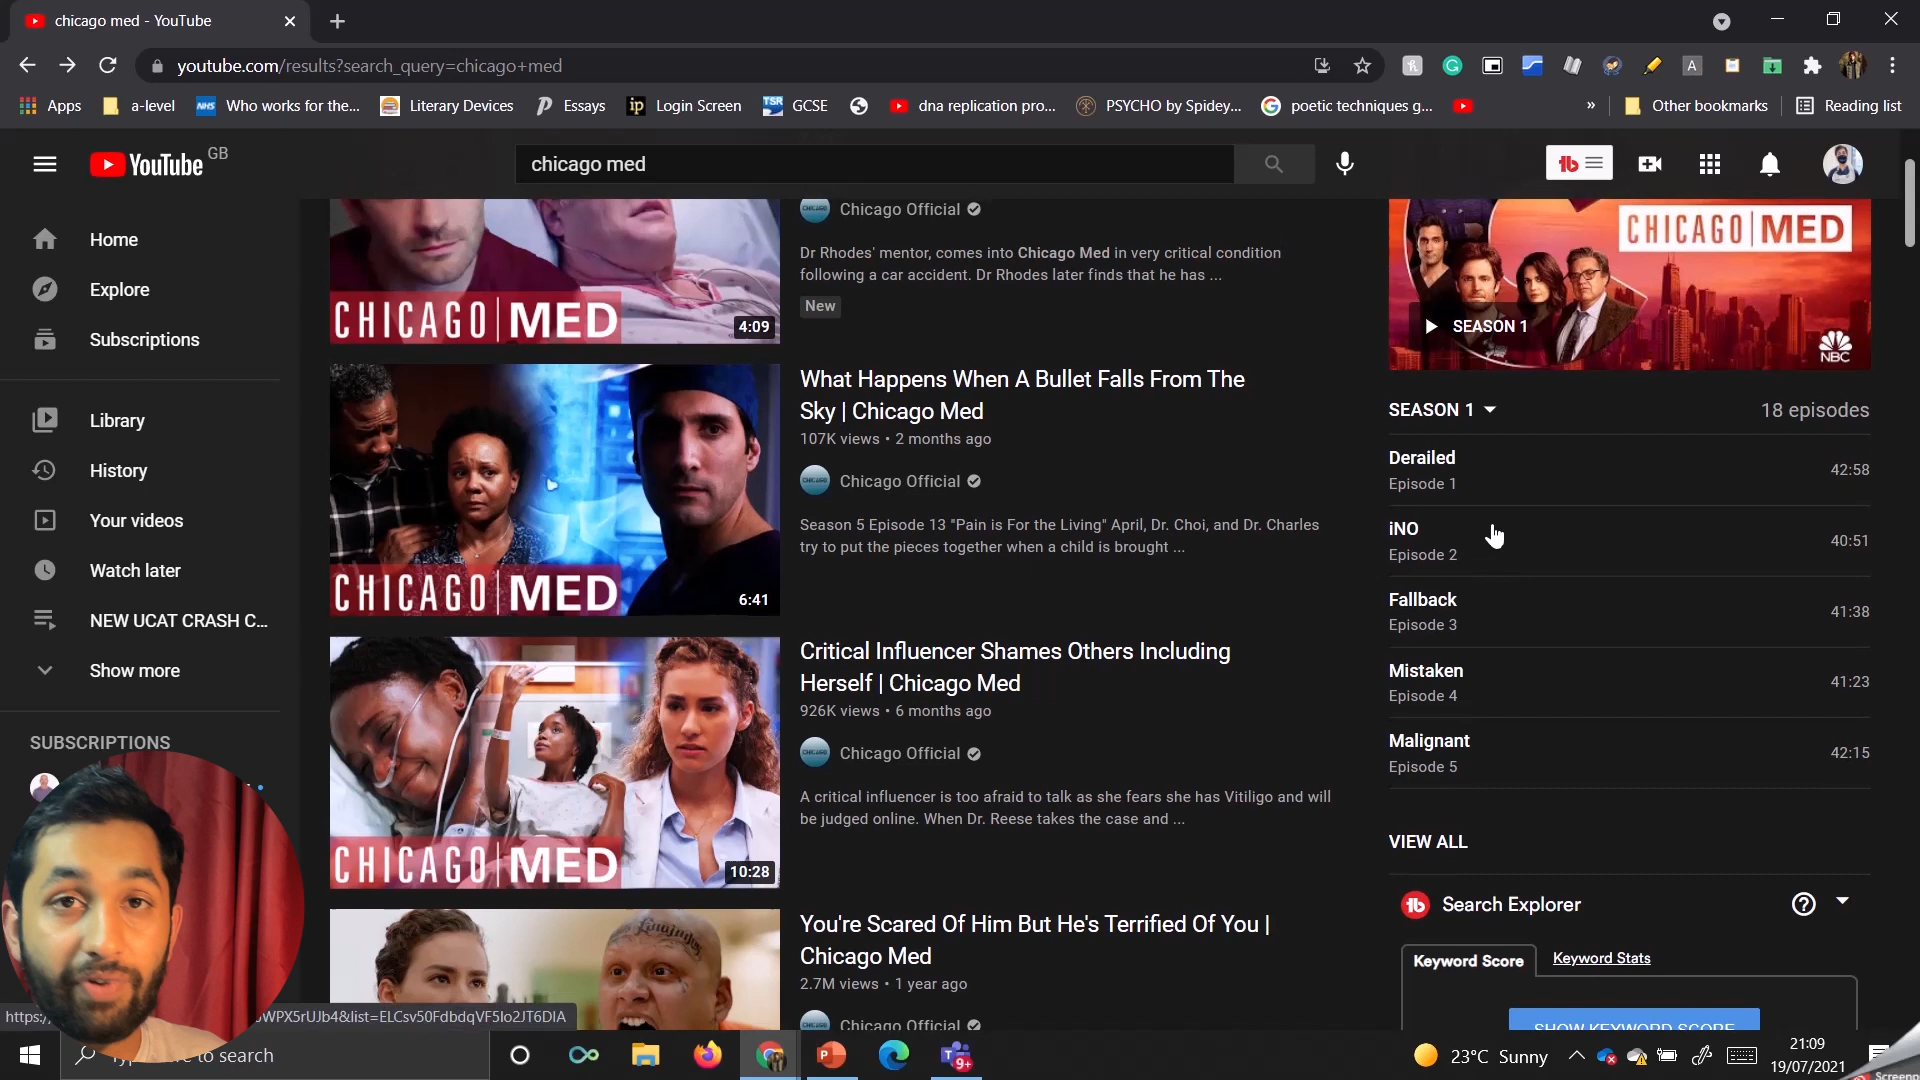 chicago med - YouTube
youtube.com/results?search_query=chicago+med
Apps
a-level
NHS
Who works for the...
Literary Devices
Essays
ip
Login Screen
TSR
GCSE
dna replication pro...
PSYCHO by Spidey...
poetic techniques g...
»
Other bookmarks
Reading list
YouTube GB
chicago med
Home
Explore
Subscriptions
Library
History
Your videos
Watch later
NEW UCAT CRASH C...
Show more
SUBSCRIPTIONS
CHICAGO | MED
4:09
Chicago Official
Dr Rhodes' mentor, comes into Chicago Med in very critical condition
following a car accident. Dr Rhodes later finds that he has ...
New
CHICAGO | MED
6:41
What Happens When A Bullet Falls From The
Sky | Chicago Med
107K views • 2 months ago
Chicago Official
Season 5 Episode 13 "Pain is For the Living" April, Dr. Choi, and Dr. Charles
try to put the pieces together when a child is brought ...
CHICAGO | MED
10:28
Critical Influencer Shames Others Including
Herself | Chicago Med
926K views • 6 months ago
Chicago Official
A critical influencer is too afraid to talk as she fears she has Vitiligo and will
be judged online. When Dr. Reese takes the case and ...
You're Scared Of Him But He's Terrified Of You |
Chicago Med
2.7M views • 1 year ago
Chicago Official
CHICAGO | MED
SEASON 1
NBC
SEASON 1
18 episodes
Derailed
Episode 1
42:58
iNO
Episode 2
40:51
Fallback
Episode 3
41:38
Mistaken
Episode 4
41:23
Malignant
Episode 5
42:15
VIEW ALL
Search Explorer
Keyword Score
Keyword Stats
SHOW KEYWORD SCORE
https:/
WPX5rUJb4&list=ELCsv50FdbdqVF5Io2JT6DIA
to search
9+
23°C Sunny
21:09
19/07/2021